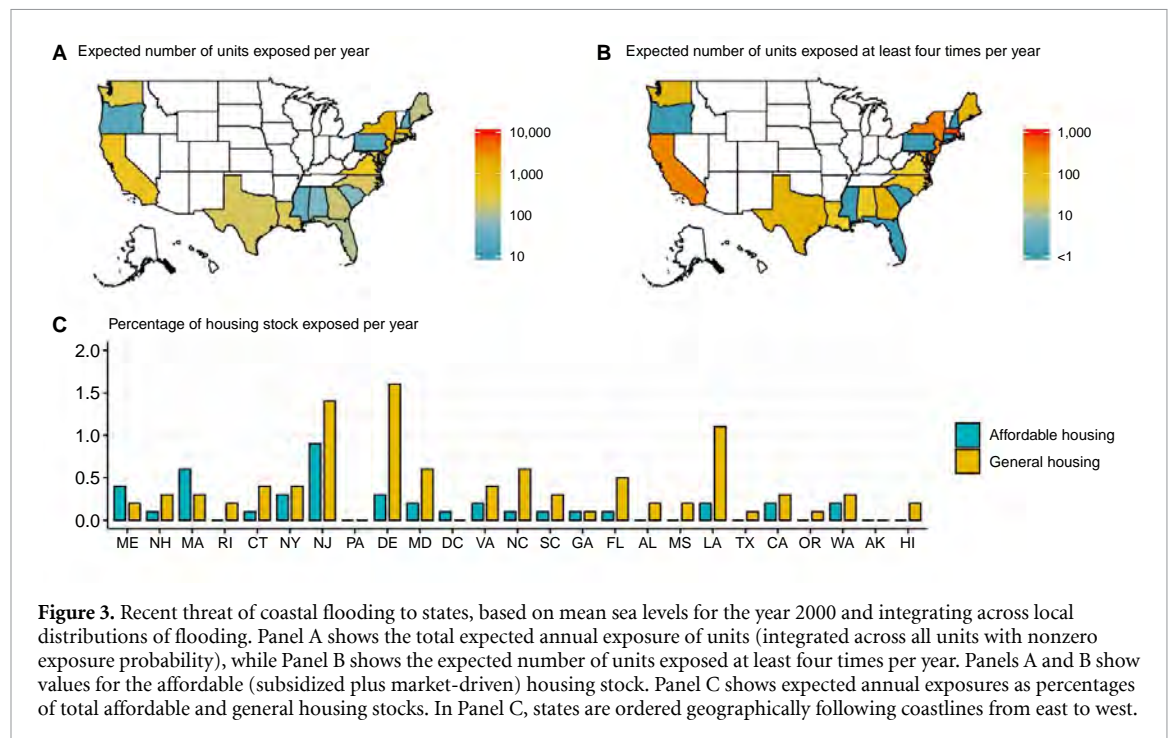 A Expected number of units exposed per year
B Expected number of units exposed at least four times per year
10,000
1,000
100
10
1,000
100
10
<1
C Percentage of housing stock exposed per year
2.0
1.5
1.0
0.5
0.0
ME NH MA RI CT NY NJ PA DE MD DC VA NC SC GA FL AL MS LA TX CA OR WA AK HI
Affordable housing
General housing
Figure 3. Recent threat of coastal flooding to states, based on mean sea levels for the year 2000 and integrating across local
distributions of flooding. Panel A shows the total expected annual exposure of units (integrated across all units with nonzero
exposure probability), while Panel B shows the expected number of units exposed at least four times per year. Panels A and B show
values for the affordable (subsidized plus market-driven) housing stock. Panel C shows expected annual exposures as percentages
of total affordable and general housing stocks. In Panel C, states are ordered geographically following coastlines from east to west.